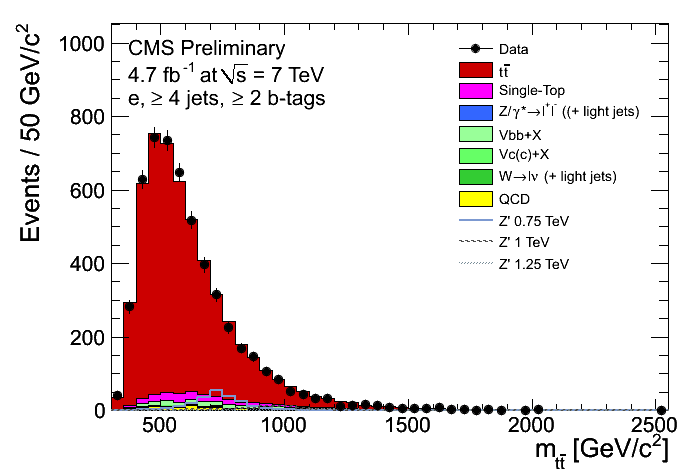 CMS Preliminary
4.7 fb⁻¹ at √s = 7 TeV
e, ≥ 4 jets, ≥ 2 b-tags
Data
tt̄
Single-Top
Z/γ*→l⁺l⁻ ((+ light jets)
Vbb+X
Vc(c)+X
W→lν (+ light jets)
QCD
Z' 0.75 TeV
Z' 1 TeV
Z' 1.25 TeV
Events / 50 GeV/c²
1000
800
600
400
200
0
500 1000 1500 2000 2500
m_tt̄ [GeV/c²]